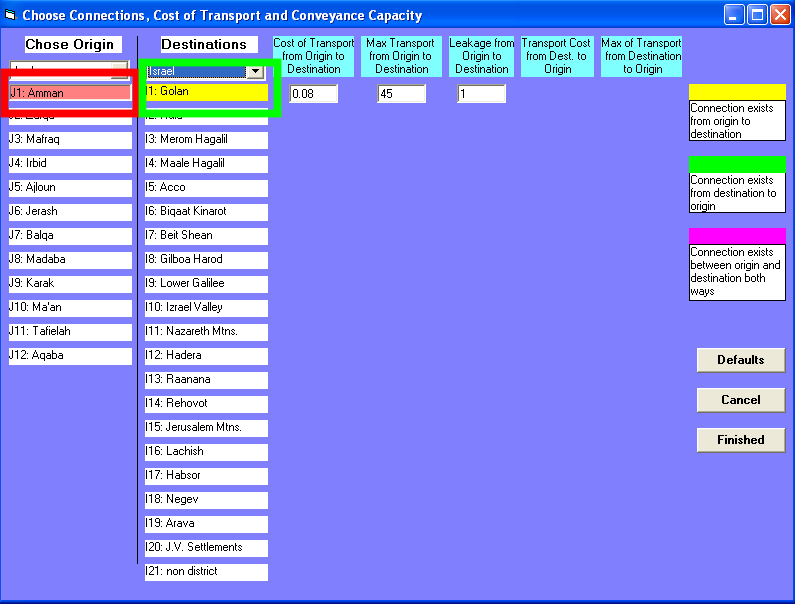 Choose Connections, Cost of Transport and Conveyance Capacity
Chose Origin
Destinations
Cost of Transport
from Origin to
Destination
Max Transport
from Origin to
Destination
Leakage from
Origin to
Destination
Transport Cost
from Dest. to
Origin
Max of Transport
from Destination
to Origin
Israel
J1: Amman
I1: Golan
0.08
45
1
J3: Mafraq
I3: Merom Hagalil
J4: Irbid
I4: Maale Hagalil
J5: Ajloun
I5: Acco
J6: Jerash
I6: Biqaat Kinarot
J7: Balqa
I7: Beit Shean
J8: Madaba
I8: Gilboa Harod
J9: Karak
I9: Lower Galilee
J10: Ma'an
I10: Izrael Valley
J11: Tafielah
I11: Nazareth Mtns.
J12: Aqaba
I12: Hadera
I13: Raanana
I14: Rehovot
I15: Jerusalem Mtns.
I16: Lachish
I17: Habsor
I18: Negev
I19: Arava
I20: J.V. Settlements
I21: non district
Connection exists
from origin to
destination
Connection exists
from destination to
origin
Connection exists
between origin and
destination both
ways
Defaults
Cancel
Finished